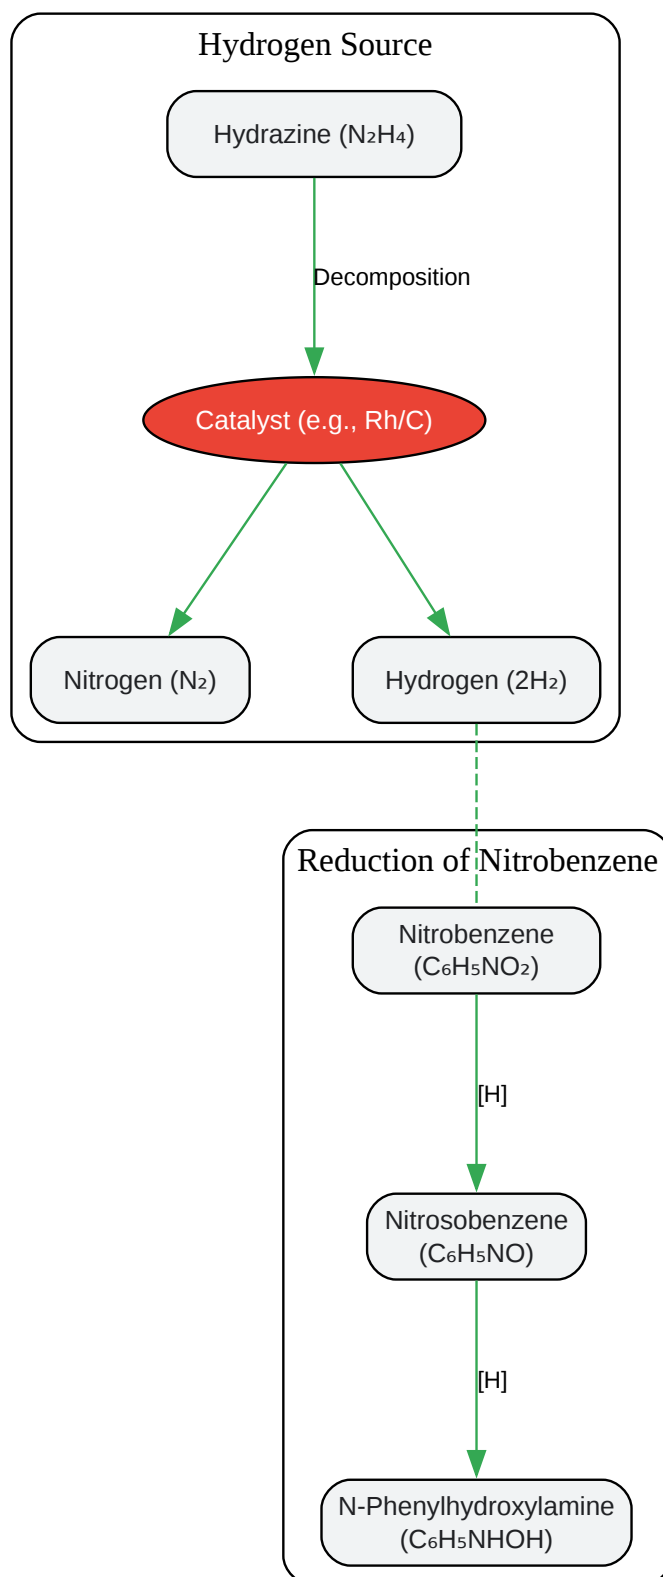 Hydrogen Source
Hydrazine (N₂H₄)
Decomposition
Catalyst (e.g., Rh/C)
Nitrogen (N₂)
Hydrogen (2H₂)
Reduction of Nitrobenzene
Nitrobenzene
(C₆H₅NO₂)
[H]
Nitrosobenzene
(C₆H₅NO)
[H]
N-Phenylhydroxylamine
(C₆H₅NHOH)